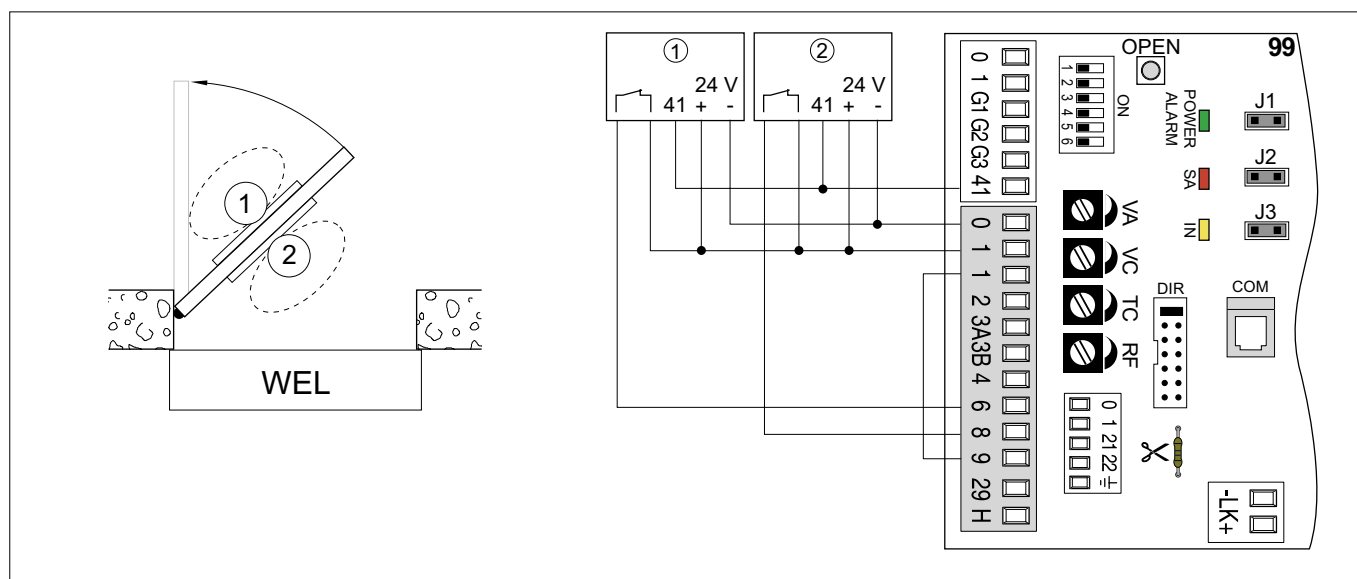 1
2
WEL
1
24 V
41 + -
2
24 V
41 + -
0
1
G1
G2
G3
41
0
1
1
2
3A
3B
4
6
8
9
29
H
1
2
3
4
5
6
ON
OPEN
99
POWER
ALARM
SA
IN
J1
J2
J3
VA
VC
TC
RF
DIR
COM
0
1
21
22
-LK+